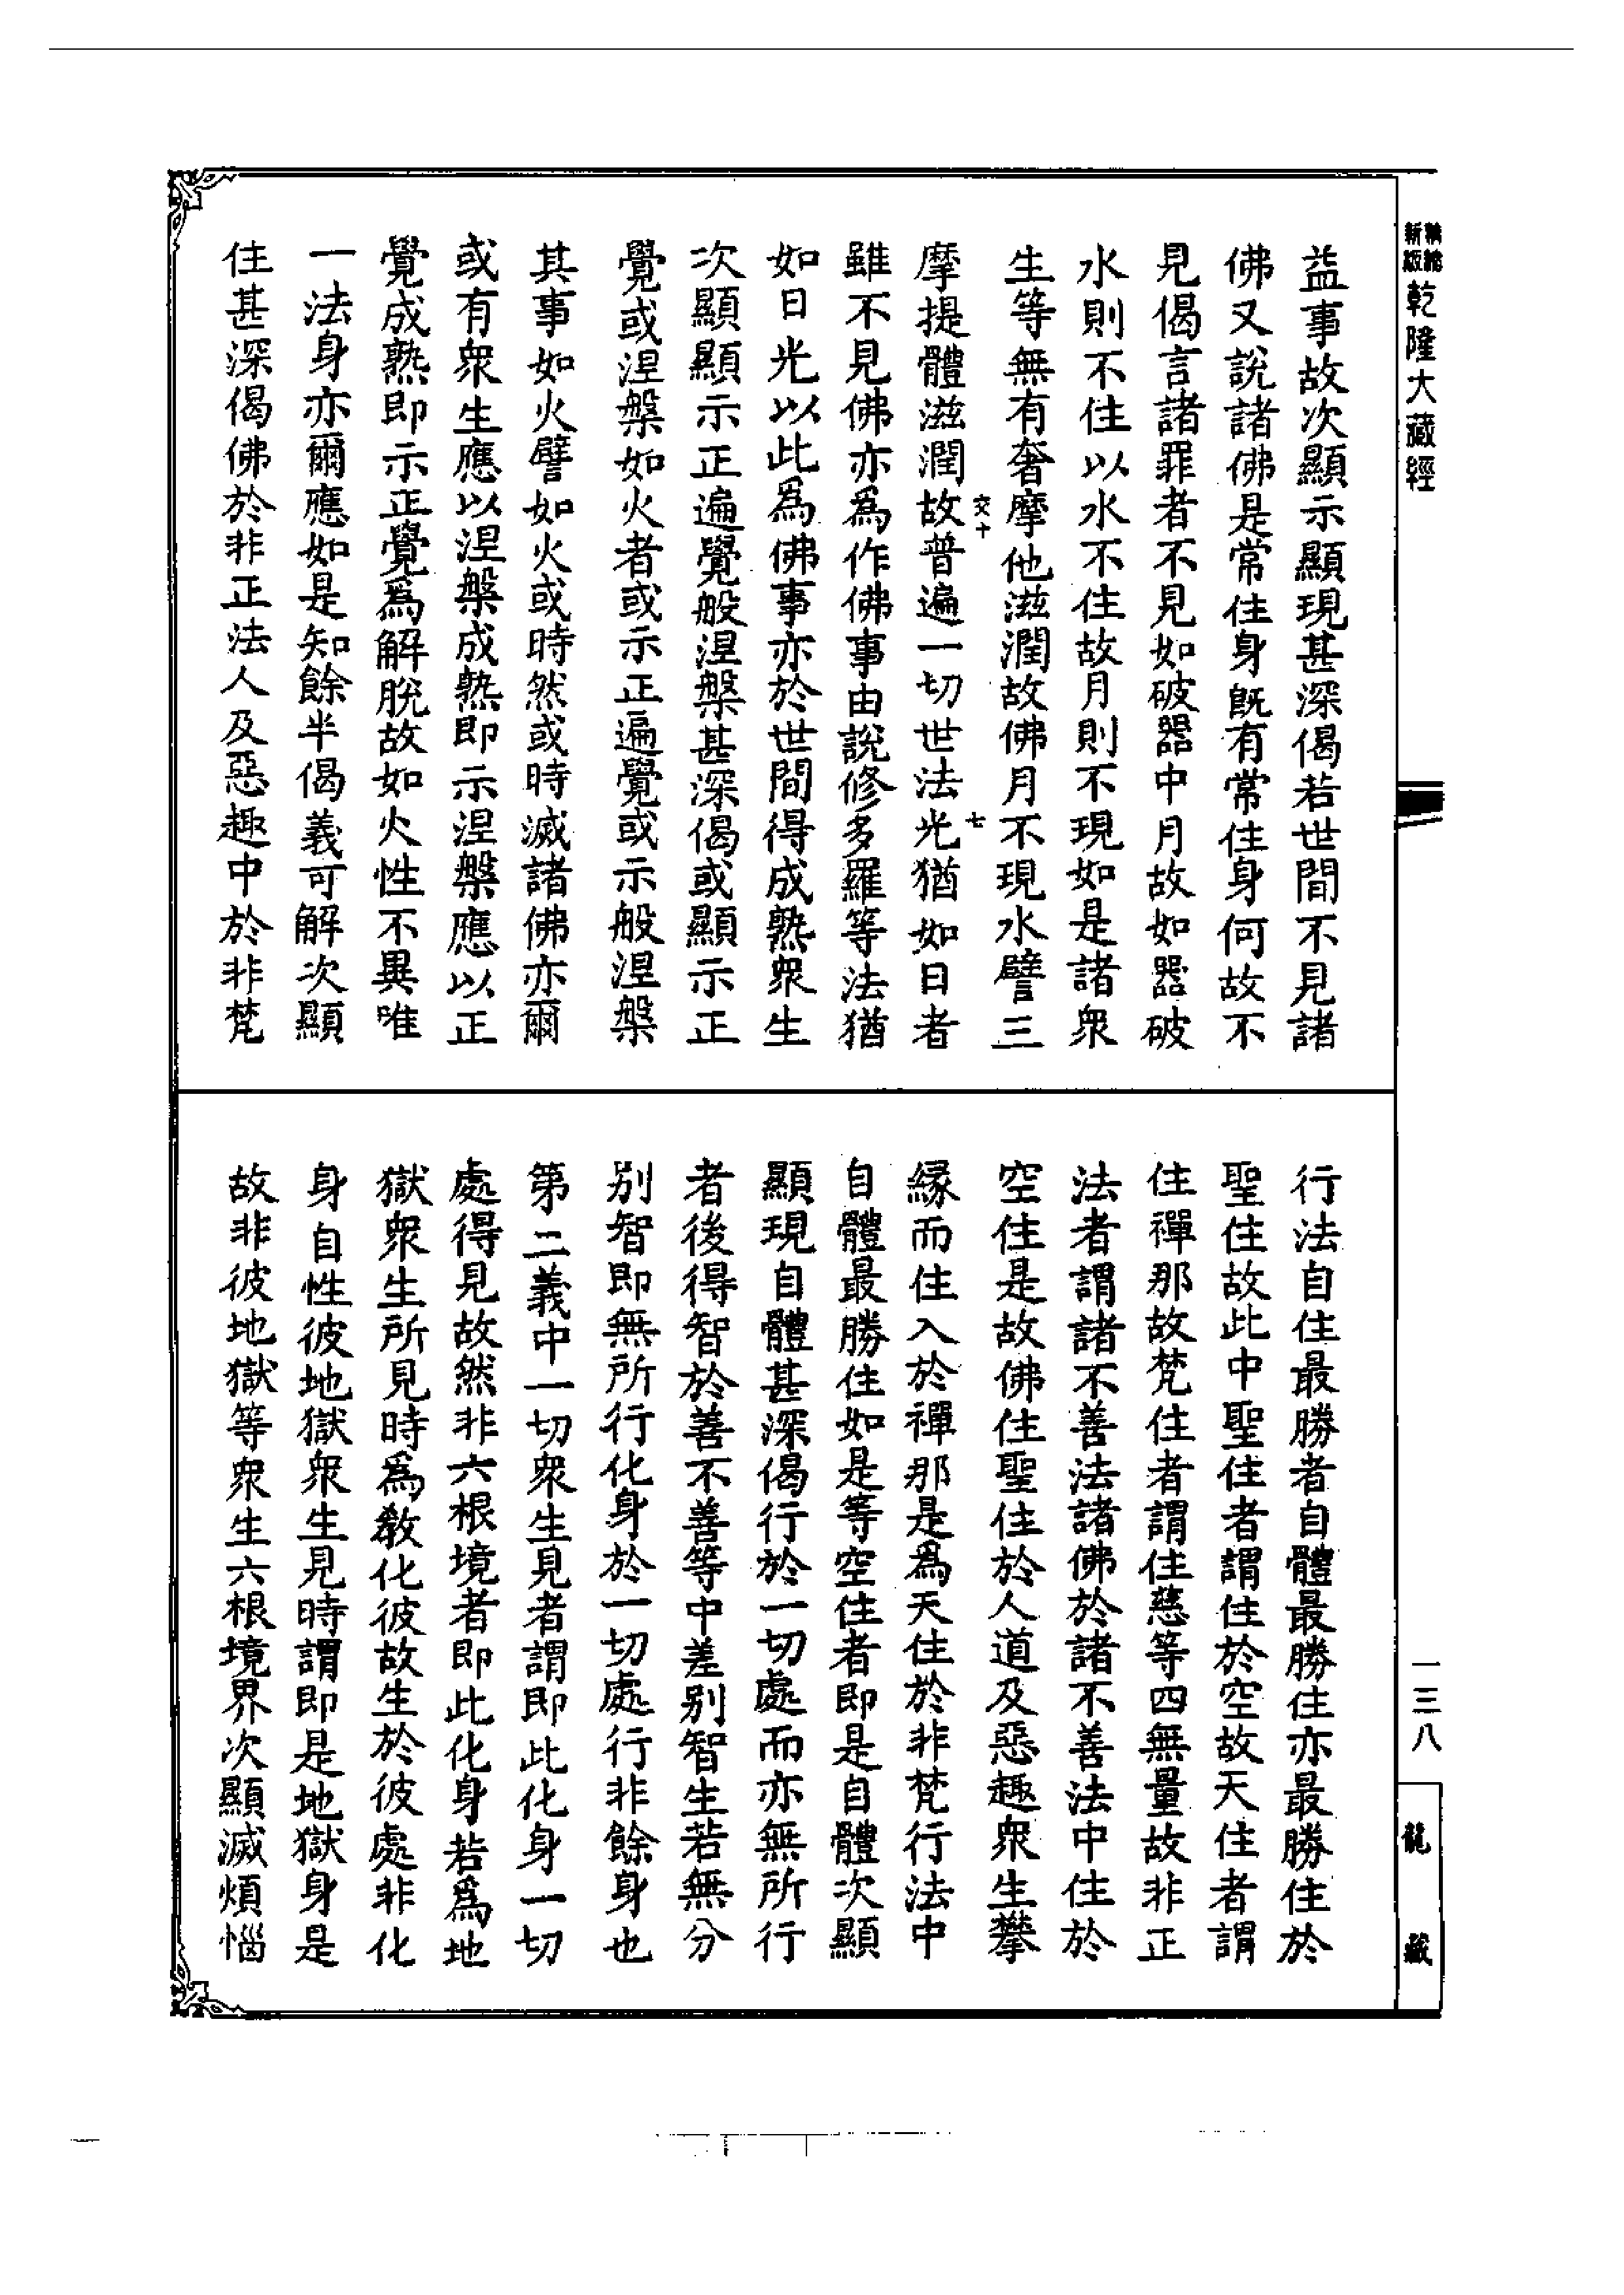 新版精縮乾隆大藏經
益事故次顯示顯現甚深偈若世間不見諸
佛又說諸佛是常住身旣有常住身何故不
見偈言諸罪者不見如破器中月故如器破
水則不住以水不住故月則不現如是諸衆
生等無有奢摩他滋潤故佛月不現水譬三
摩提體滋潤故普遍一切世法光猶如日者
交十
七
雖不見佛亦爲作佛事由說修多羅等法猶
如日光以此爲佛事亦於世間得成熟衆生
次顯顯示正遍覺般涅槃甚深偈或顯示正
覺或涅槃如火者或示正遍覺或示般涅槃
其事如火譬如火或時然或時滅諸佛亦爾
或有衆生應以涅槃成熟即示涅槃應以正
覺成熟即示正覺爲解脫故如火性不異唯
一法身亦爾應如是知餘半偈義可解次顯
住甚深偈佛於非正法人及惡趣中於非梵
行法自住最勝者自體最勝住亦最勝住於
聖住故此中聖住者謂住於空故天住者謂
住禪那故梵住者謂住慈等四無量故非正
法者謂諸不善法諸佛於諸不善法中住於
空住是故佛住聖住於人道及惡趣衆生攀
緣而住入於禪那是爲天住於非梵行法中
自體最勝住如是等空住者即是自體次顯
顯現自體甚深偈行於一切處而亦無所行
者後得智於善不善等中差别智生若無分
别智即無所行化身於一切處行非餘身也
第二義中一切衆生見者謂即此化身一切
處得見故然非六根境者即此化身若爲地
獄衆生所見時爲教化彼故生於彼處非化
身自性彼地獄衆生見時謂即是地獄身是
故非彼地獄等衆生六根境界次顯滅煩惱
一三八
龍藏